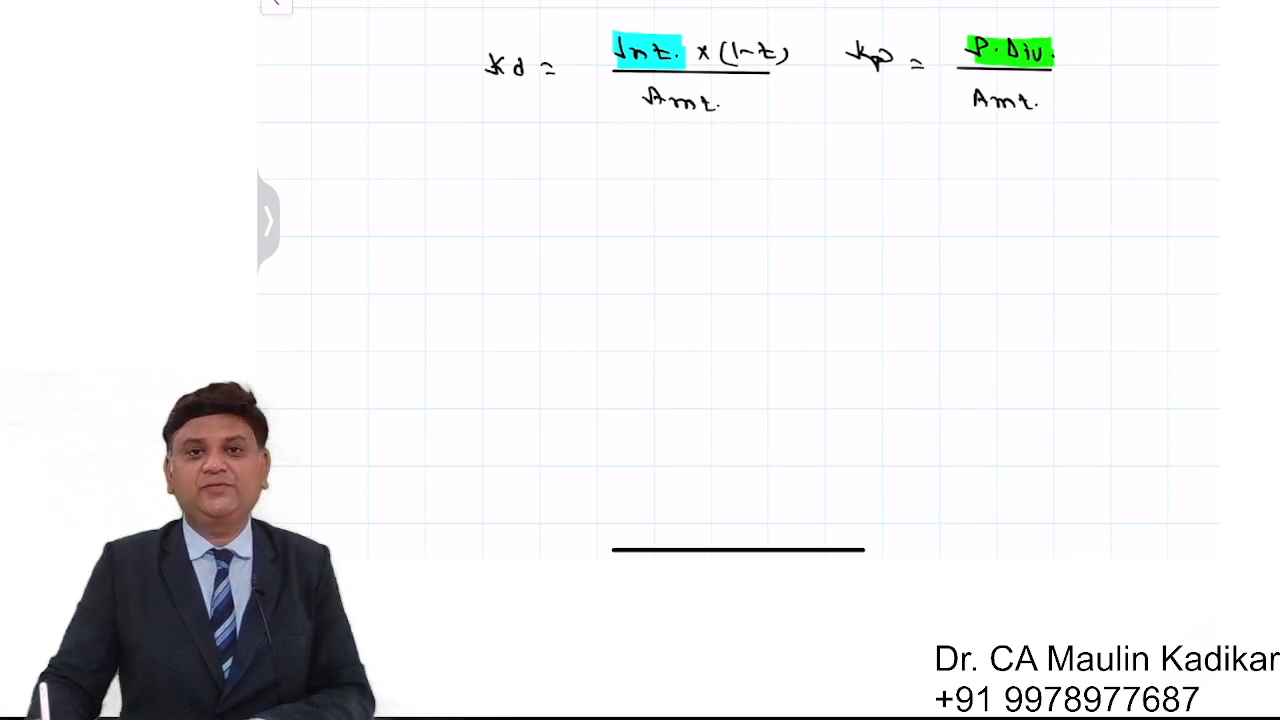 Kd = Int. × (1-t) Kp = P. Div.
Amt. Amt.
Dr. CA Maulin Kadikar
+91 9978977687